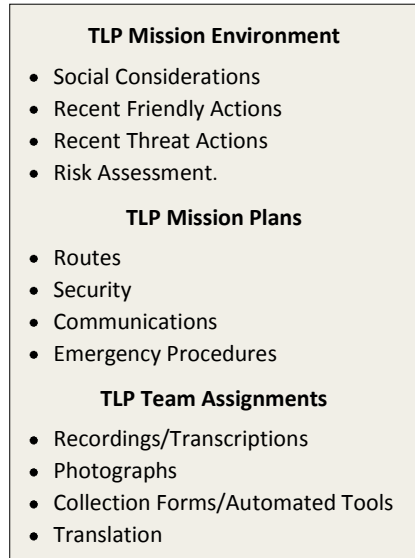 TLP Mission Environment
• Social Considerations
• Recent Friendly Actions
• Recent Threat Actions
• Risk Assessment.
TLP Mission Plans
• Routes
• Security
• Communications
• Emergency Procedures
TLP Team Assignments
• Recordings/Transcriptions
• Photographs
• Collection Forms/Automated Tools
• Translation